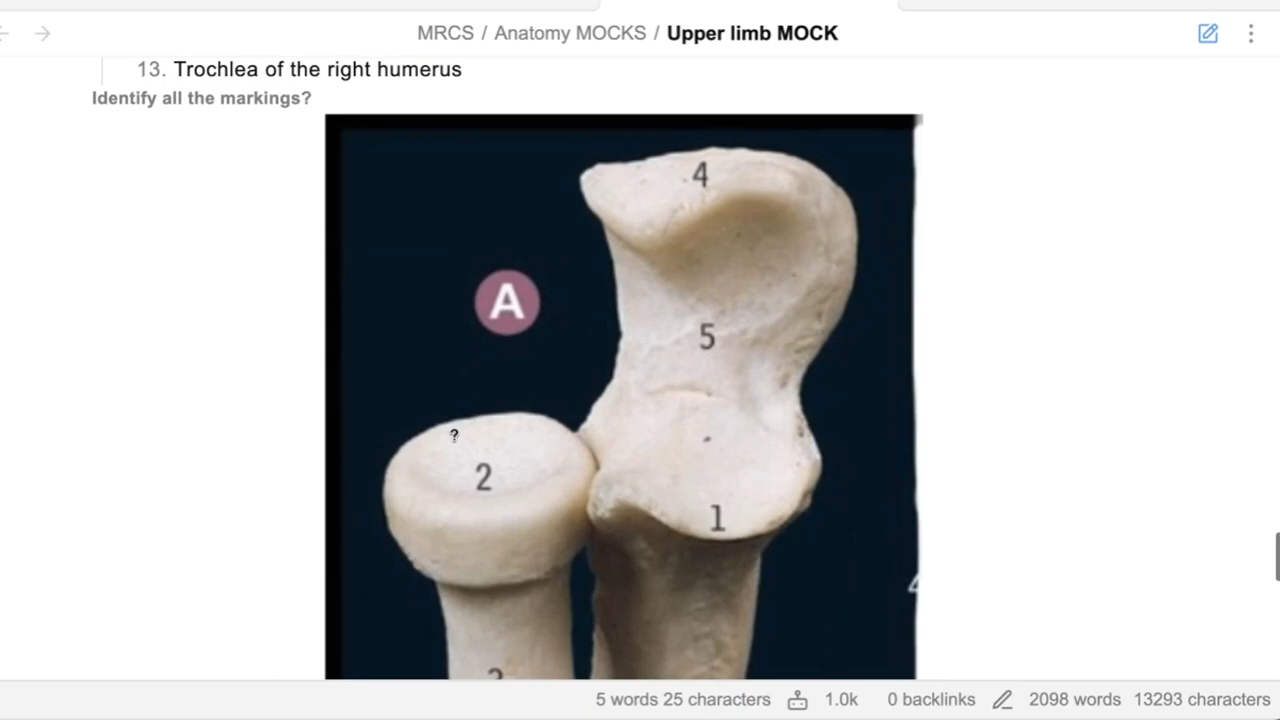 MRCS / Anatomy MOCKS / Upper limb MOCK
13. Trochlea of the right humerus
Identify all the markings?
4
A
5
?
2
1
5 words 25 characters 1.0k 0 backlinks 2098 words 13293 characters